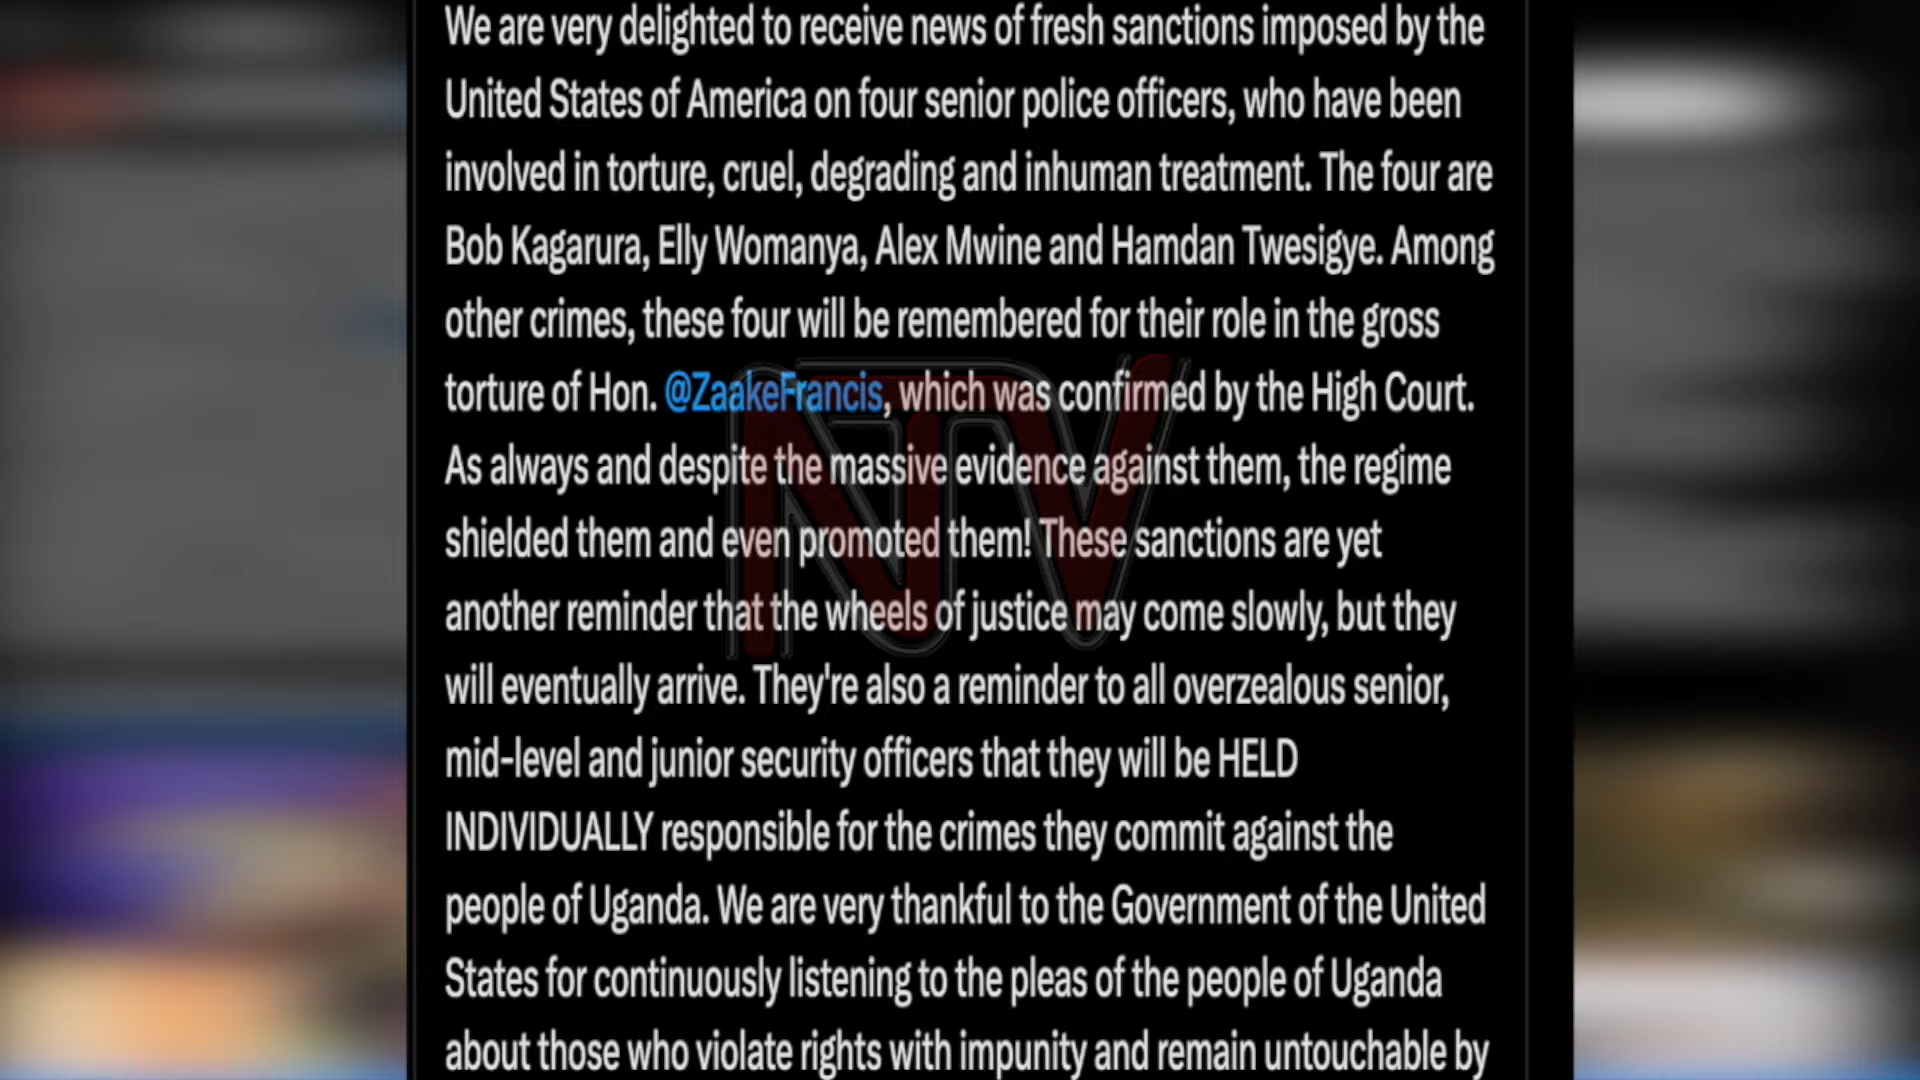 We are very delighted to receive news of fresh sanctions imposed by the
United States of America on four senior police officers, who have been
involved in torture, cruel, degrading and inhuman treatment. The four are
Bob Kagarura, Elly Womanya, Alex Mwine and Hamdan Twesigye. Among
other crimes, these four will be remembered for their role in the gross
torture of Hon. @ZaakeFrancis, which was confirmed by the High Court.
As always and despite the massive evidence against them, the regime
shielded them and even promoted them! These sanctions are yet
another reminder that the wheels of justice may come slowly, but they
will eventually arrive. They're also a reminder to all overzealous senior,
mid-level and junior security officers that they will be HELD
INDIVIDUALLY responsible for the crimes they commit against the
people of Uganda. We are very thankful to the Government of the United
States for continuously listening to the pleas of the people of Uganda
about those who violate rights with impunity and remain untouchable by
NTV